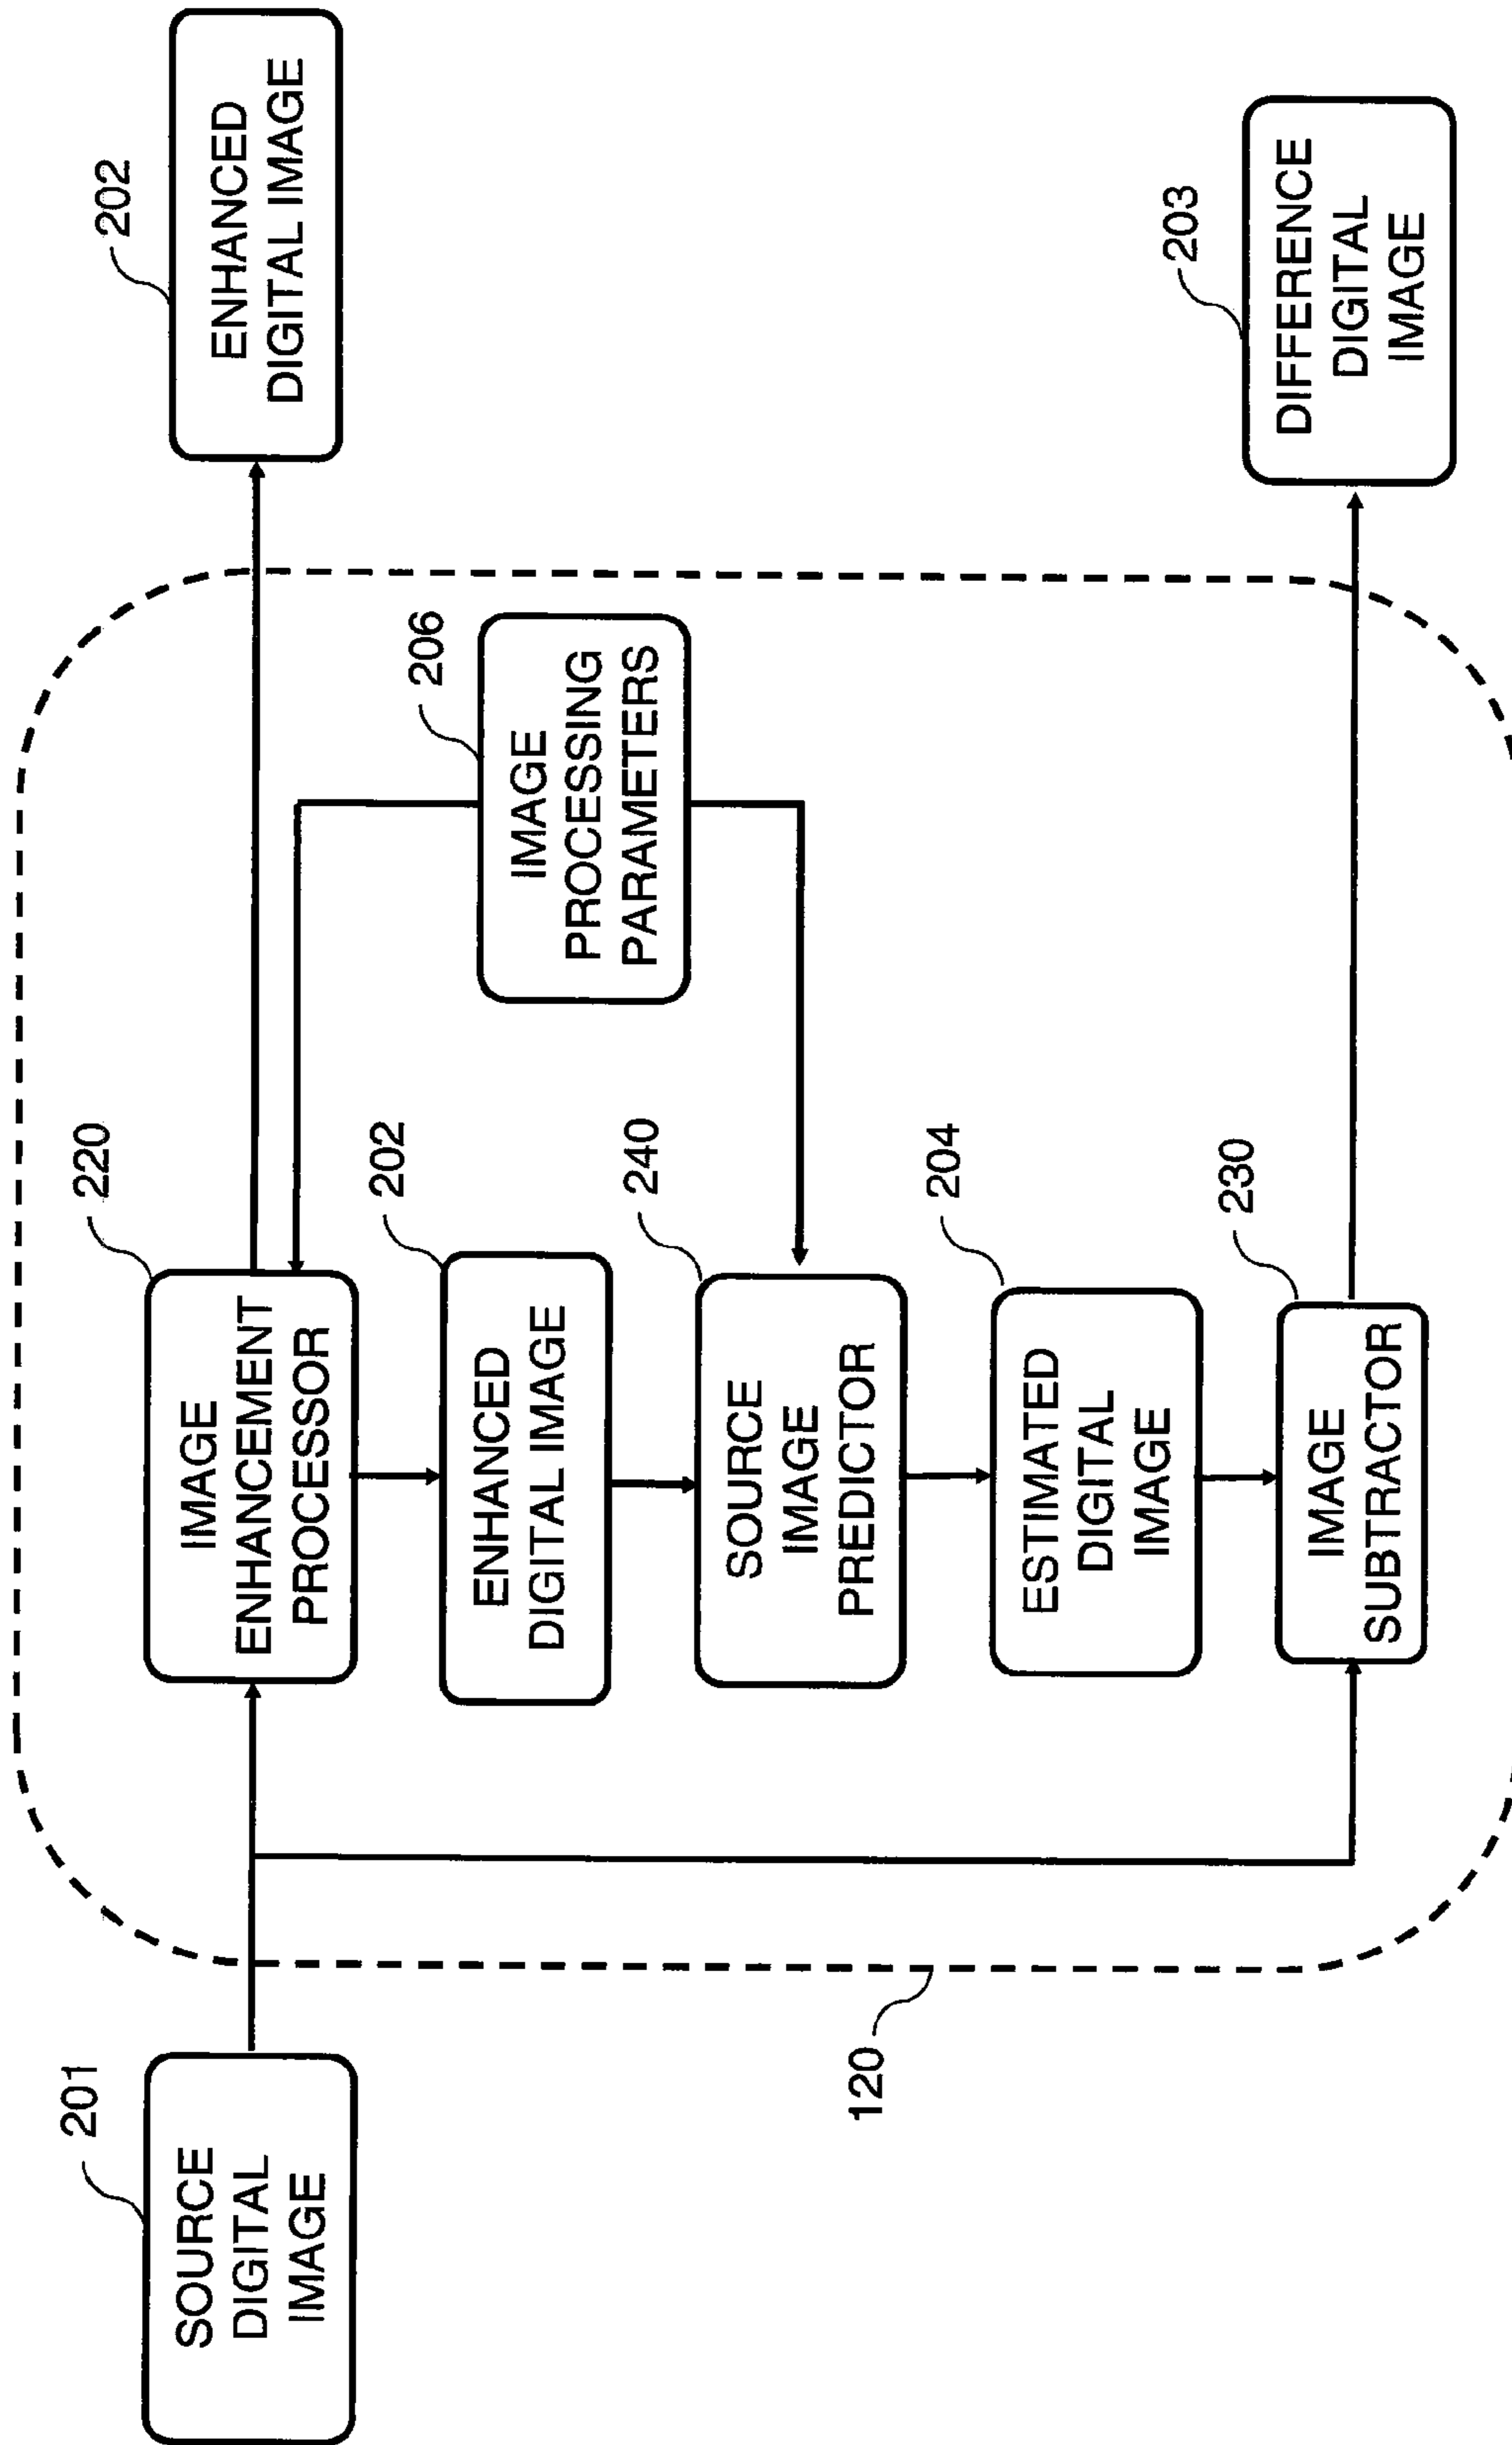 201
SOURCE
DIGITAL
IMAGE
120
220
IMAGE
ENHANCEMENT
PROCESSOR
202
ENHANCED
DIGITAL IMAGE
240
SOURCE
IMAGE
PREDICTOR
204
ESTIMATED
DIGITAL
IMAGE
230
IMAGE
SUBTRACTOR
206
IMAGE
PROCESSING
PARAMETERS
202
ENHANCED
DIGITAL IMAGE
203
DIFFERENCE
DIGITAL
IMAGE